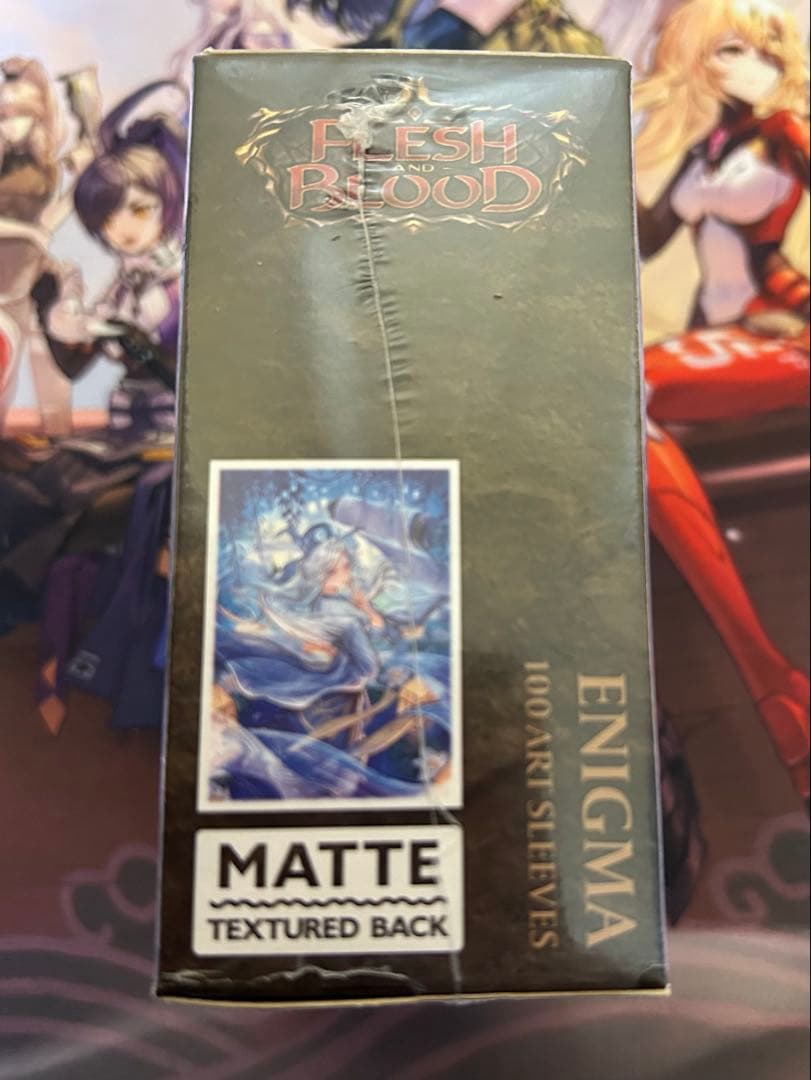 FLESH
AND
BLOOD
ENIGMA
100 ART SLEEVES
MATTE
TEXTURED BACK